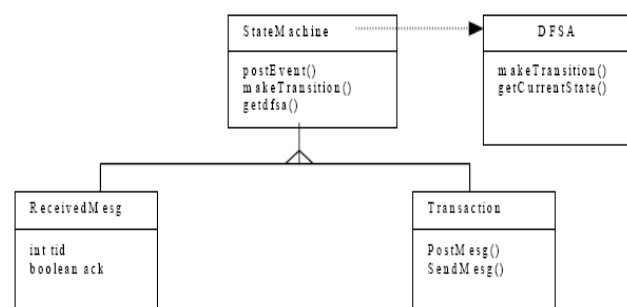 StateMachine
postEvent()
makeTransition()
getdfsa()
DFSA
makeTransition()
getCurrentState()
ReceivedMesg
int tid
boolean ack
Transaction
PostMesg()
SendMesg()